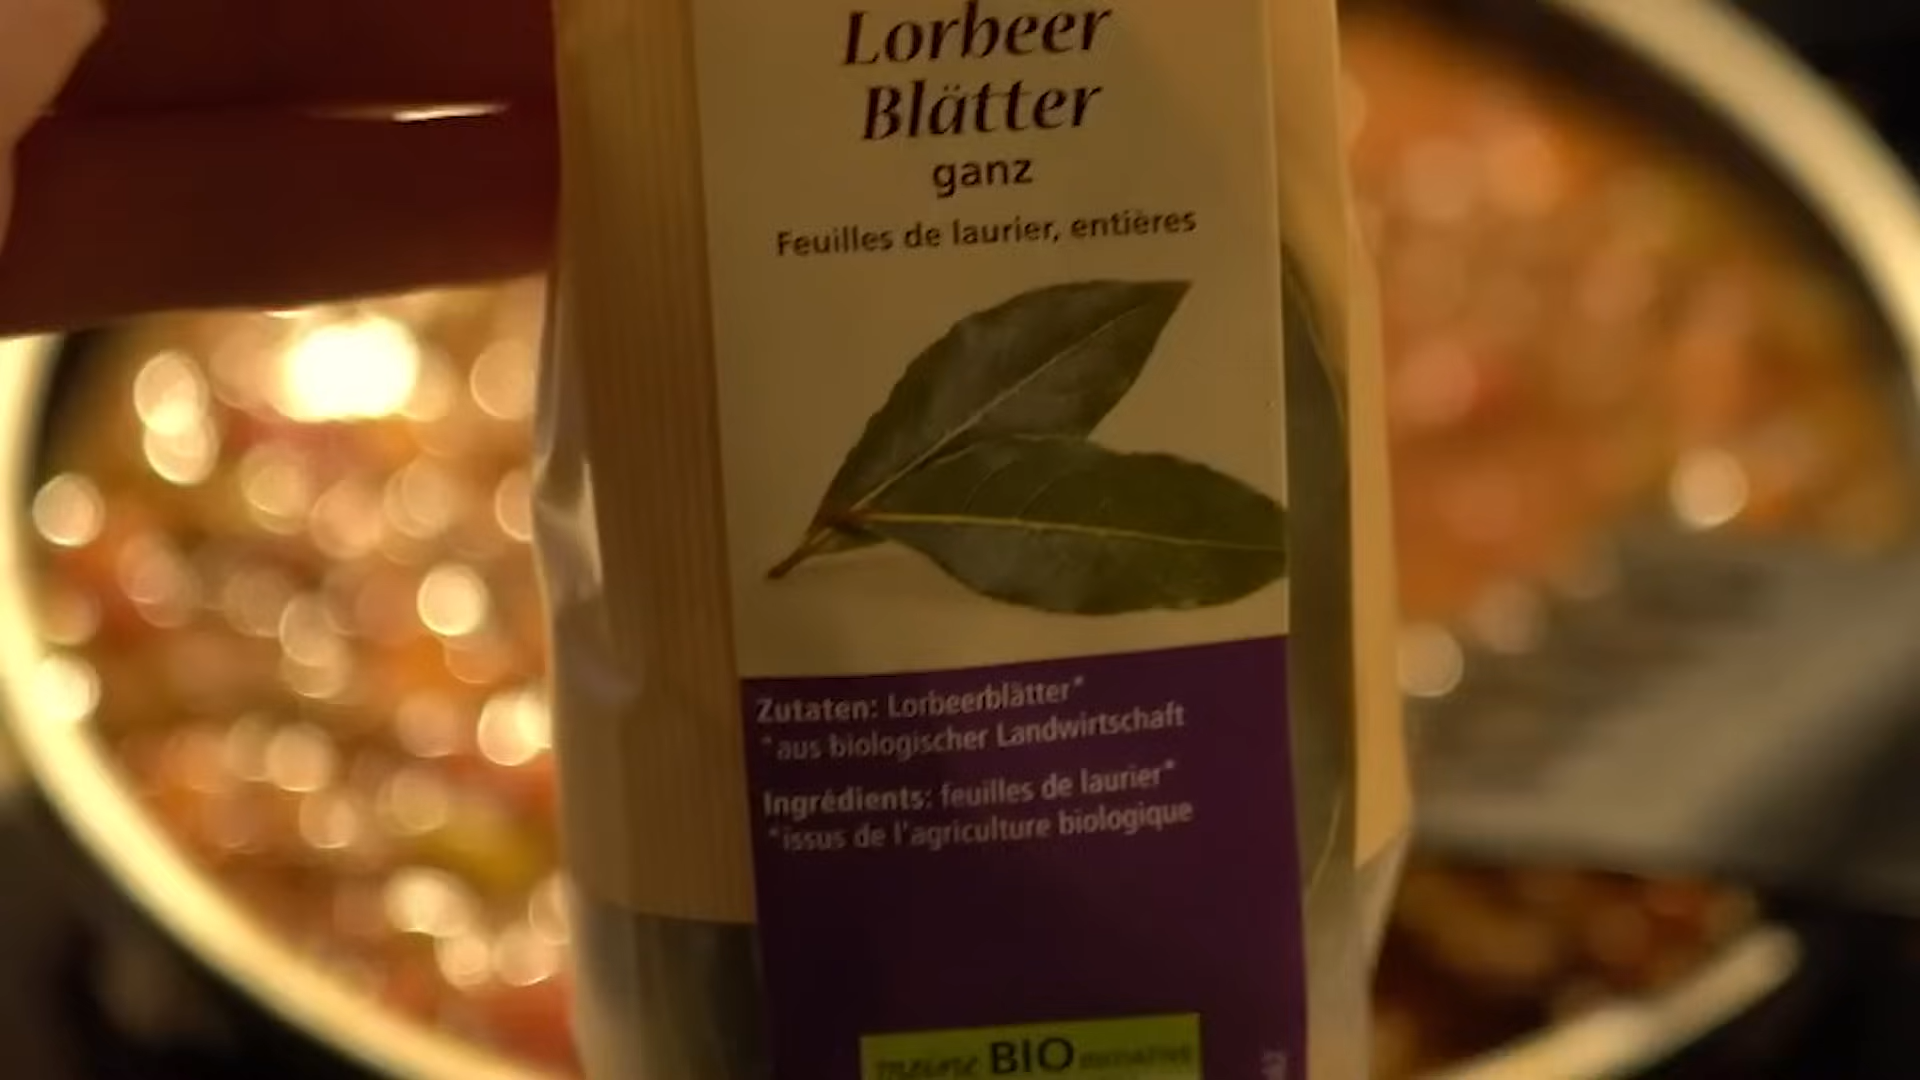 Lorbeer
Blätter
ganz
Feuilles de laurier, entières
Zutaten: Lorbeerblätter*
*aus biologischer Landwirtschaft
Ingrédients: feuilles de laurier*
*issus de l'agriculture biologique
meine BIO